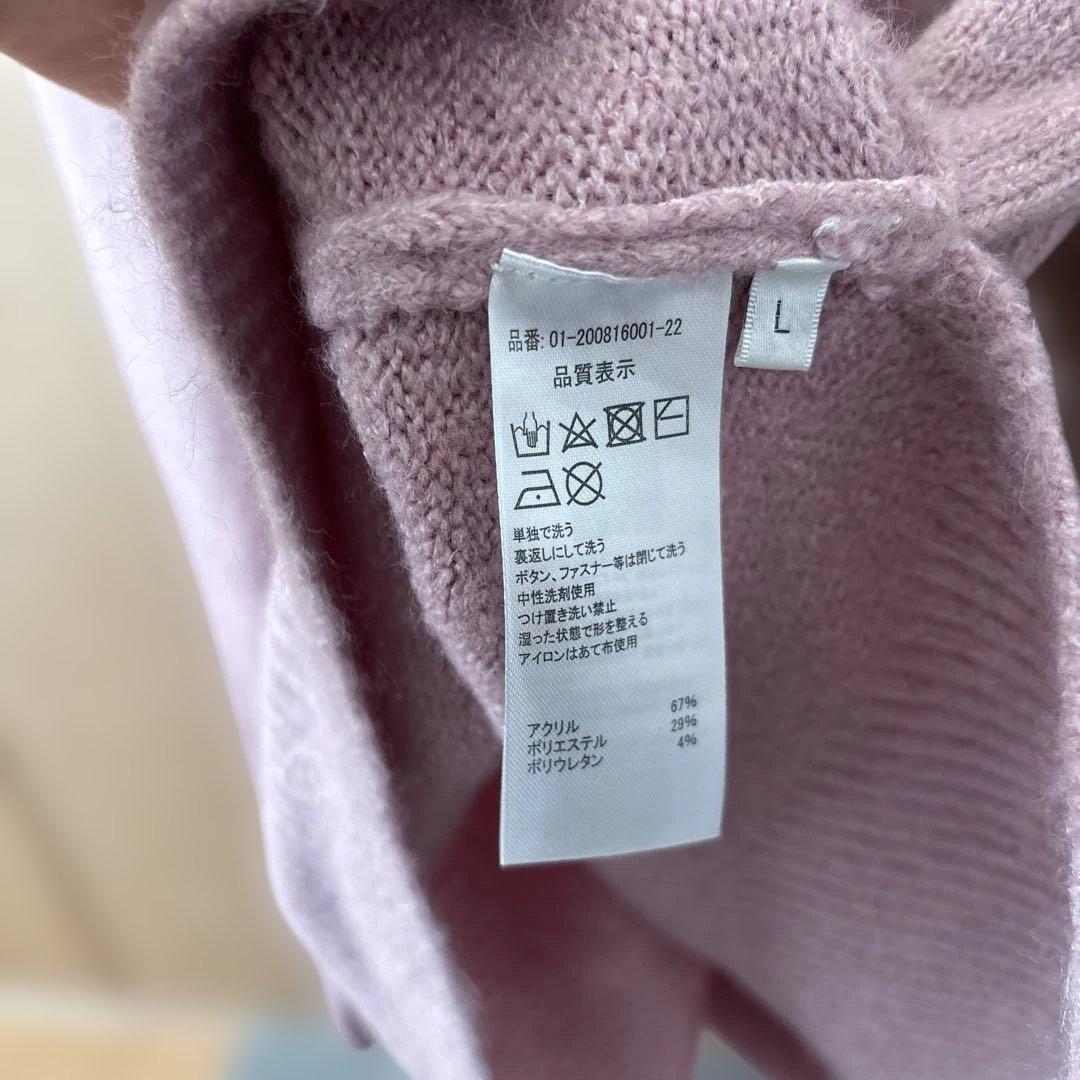 品番: 01-200816001-22
L
品質表示
単独で洗う
裏返しにして洗う
ボタン、ファスナー等は閉じて洗う
中性洗剤使用
つけ置き洗い禁止
湿った状態で形を整える
アイロンはあて布使用
アクリル 67%
ポリエステル 29%
ポリウレタン 4%